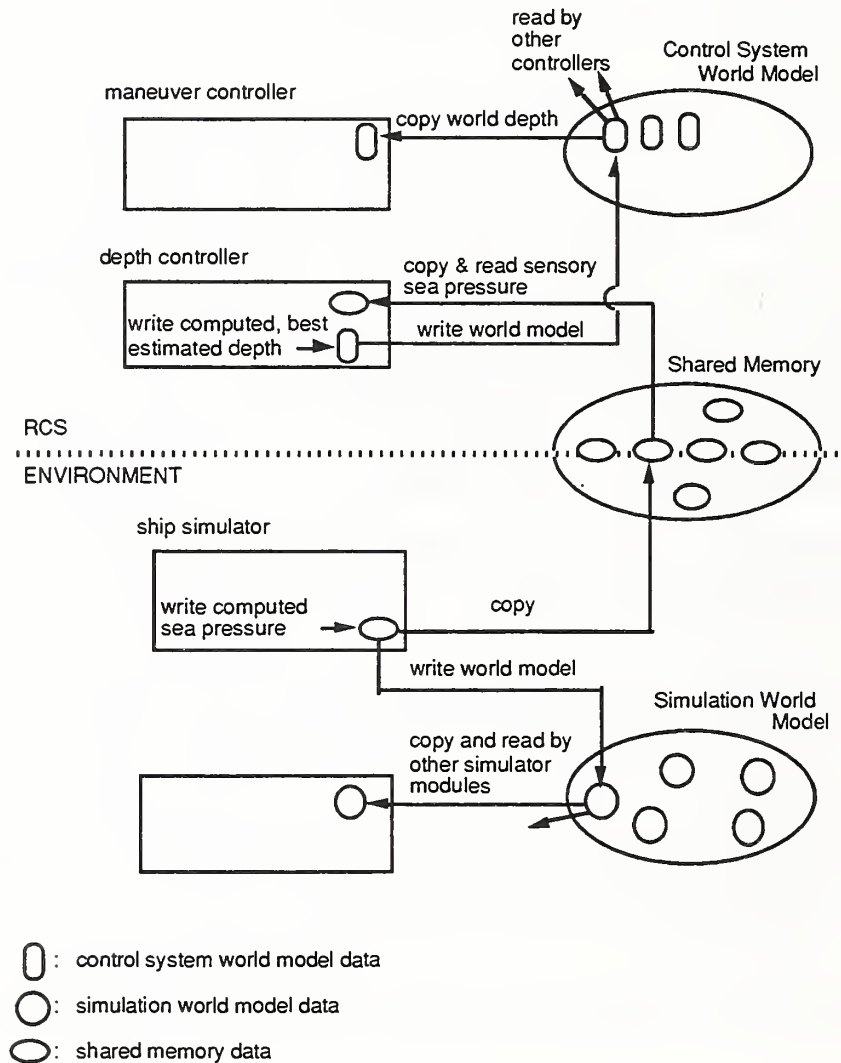 read by
other
controllers
Control System
World Model
maneuver controller
copy world depth
depth controller
copy & read sensory
sea pressure
write computed, best
estimated depth
write world model
Shared Memory
RCS
ENVIRONMENT
ship simulator
write computed
sea pressure
copy
write world model
Simulation World
Model
copy and read by
other simulator
modules
: control system world model data
: simulation world model data
: shared memory data